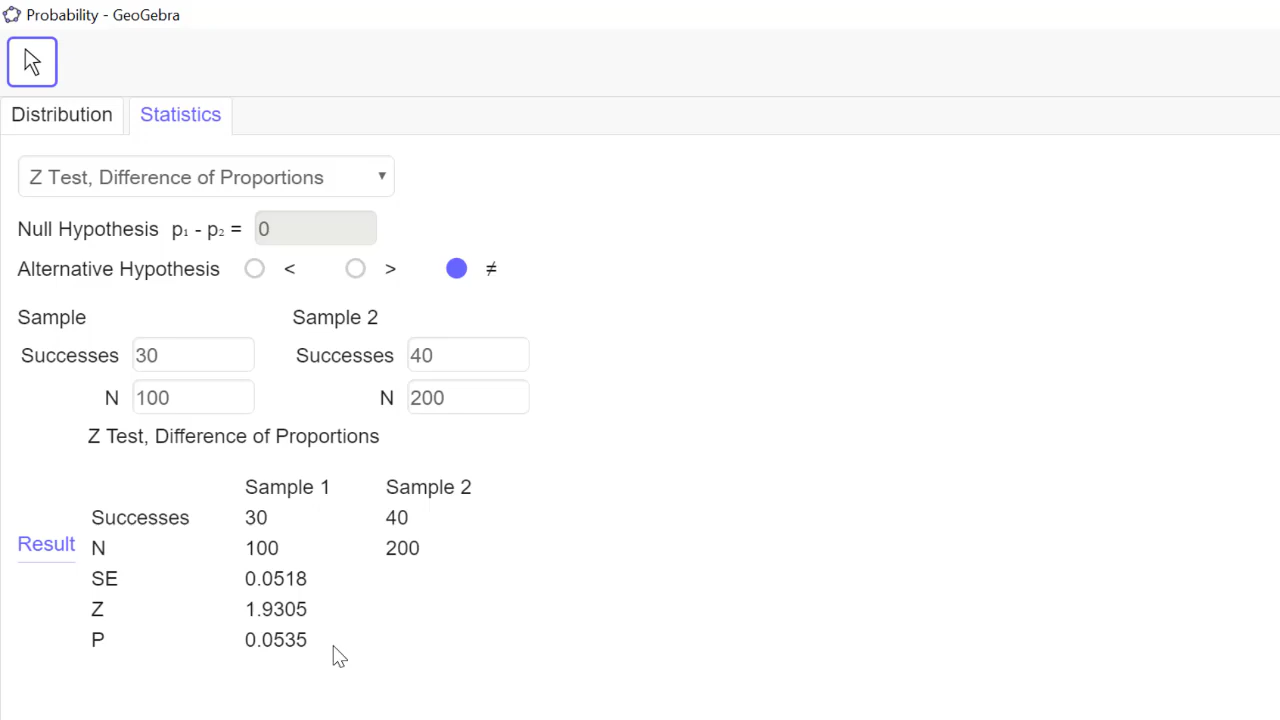 Probability - GeoGebra
Distribution Statistics
Z Test, Difference of Proportions ▼
Null Hypothesis p₁ - p₂ = 0
Alternative Hypothesis < > ≠
Sample Sample 2
Successes 30 Successes 40
N 100 N 200
Z Test, Difference of Proportions
Sample 1 Sample 2
Successes 30 40
Result
N 100 200
SE 0.0518
Z 1.9305
P 0.0535